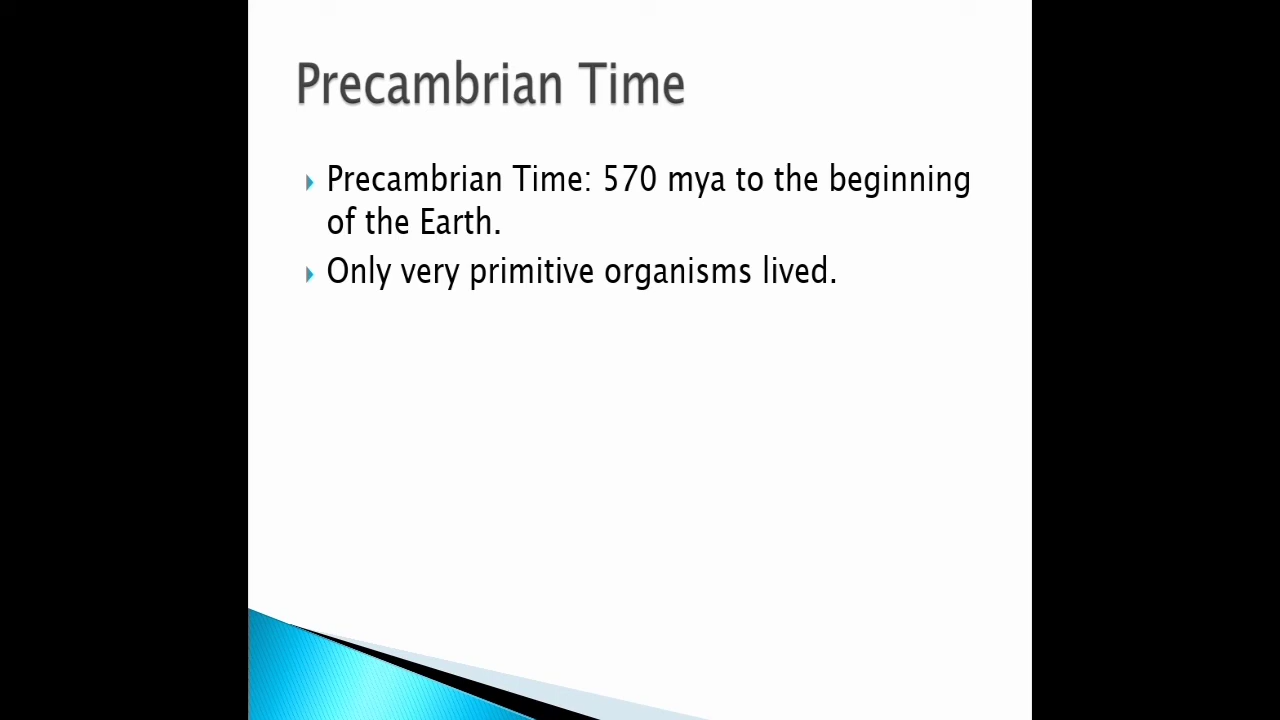 Precambrian Time
Precambrian Time: 570 mya to the beginning
of the Earth.
Only very primitive organisms lived.